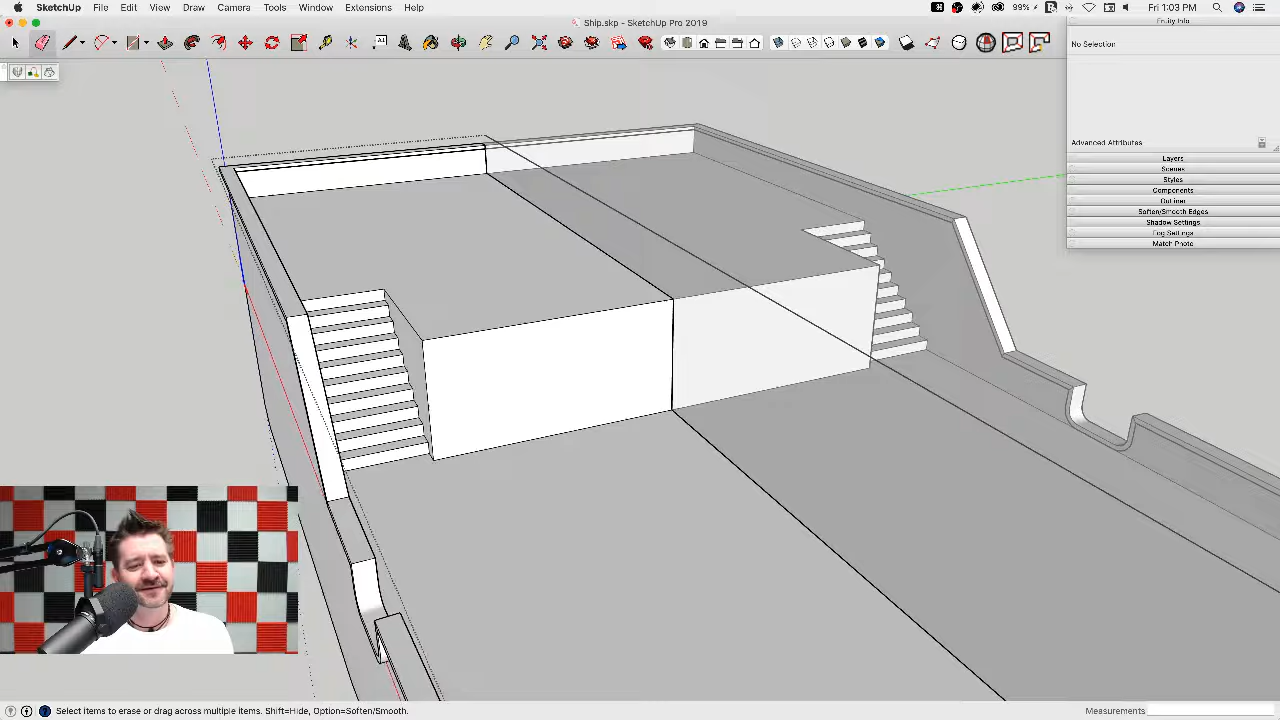 SketchUp File Edit View Draw Camera Tools Window Extensions Help 99% Fri 1:03 PM
Ship.skp - SketchUp Pro 2019
No Selection
Advanced Attributes
Layers
Scenes
Styles
Components
Outliner
Soften/Smooth Edges
Shadow Settings
Fog Settings
Match Photo
Select items to erase or drag across multiple items. Shift=Hide, Option=Soften/Smooth.
Measurements